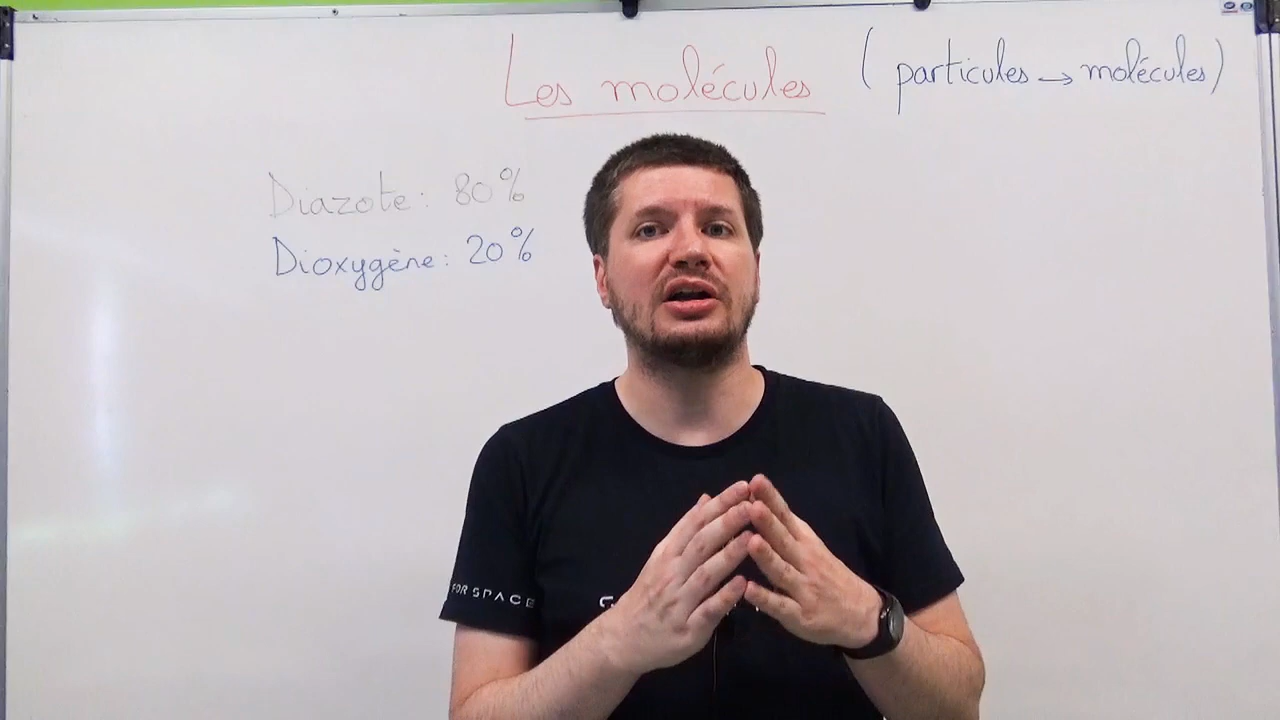 Les molécules (particules → molécules)
Diazote : 80%
Dioxygène : 20%
FOR SPACE